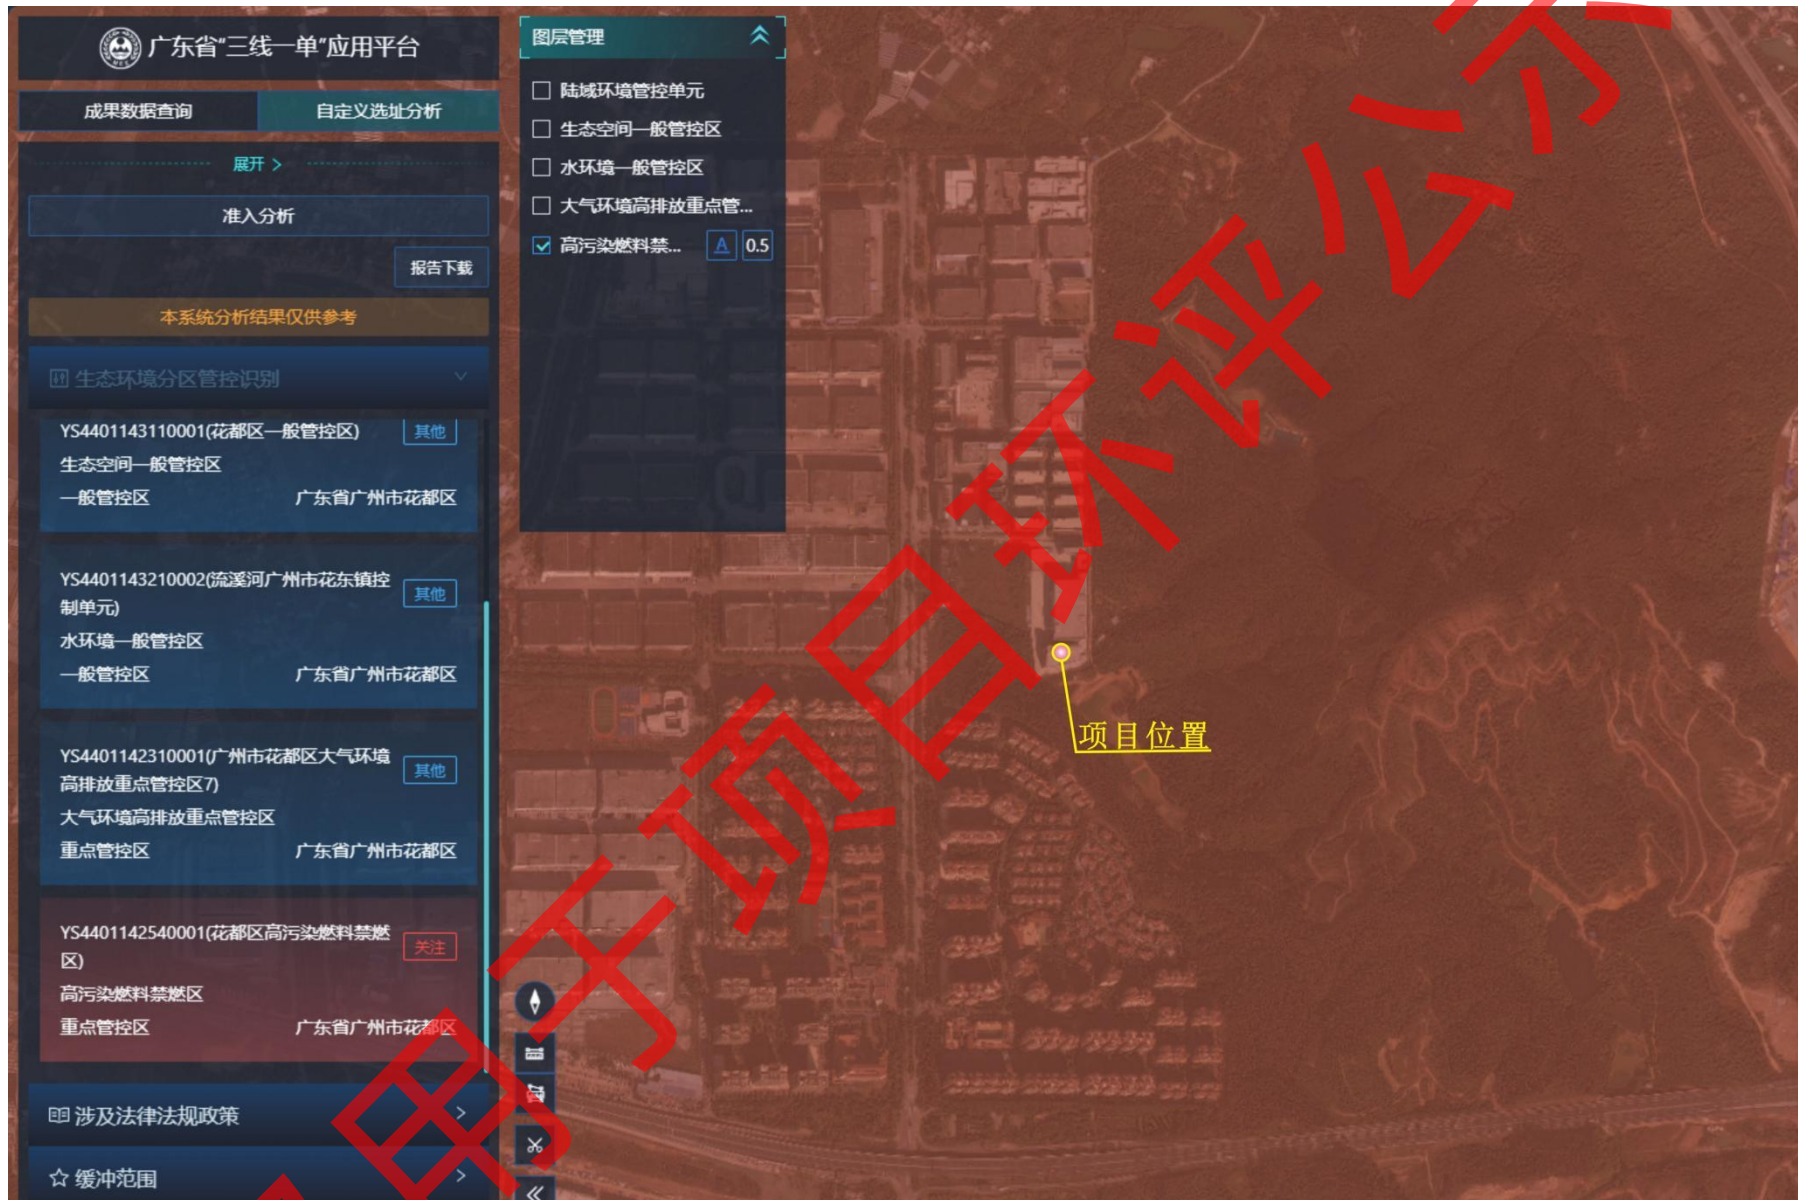 广东省“三线一单”应用平台
成果数据查询
自定义选址分析
展开 >
准入分析
报告下载
本系统分析结果仅供参考
生态环境分区管控识别
YS4401143110001(花都区一般管控区)
其他
生态空间一般管控区
一般管控区
广东省广州市花都区
YS4401143210002(流溪河广州市花东镇控
制单元)
其他
水环境一般管控区
一般管控区
广东省广州市花都区
YS4401142310001(广州市花都区大气环境
高排放重点管控区7)
其他
大气环境高排放重点管控区
重点管控区
广东省广州市花都区
YS4401142540001(花都区高污染燃料禁燃
区)
关注
高污染燃料禁燃区
重点管控区
广东省广州市花都区
涉及法律法规政策
缓冲范围
图层管理
陆域环境管控单元
生态空间一般管控区
水环境一般管控区
大气环境高排放重点管...
高污染燃料禁...
A
0.5
项目位置
用于项目环评公示